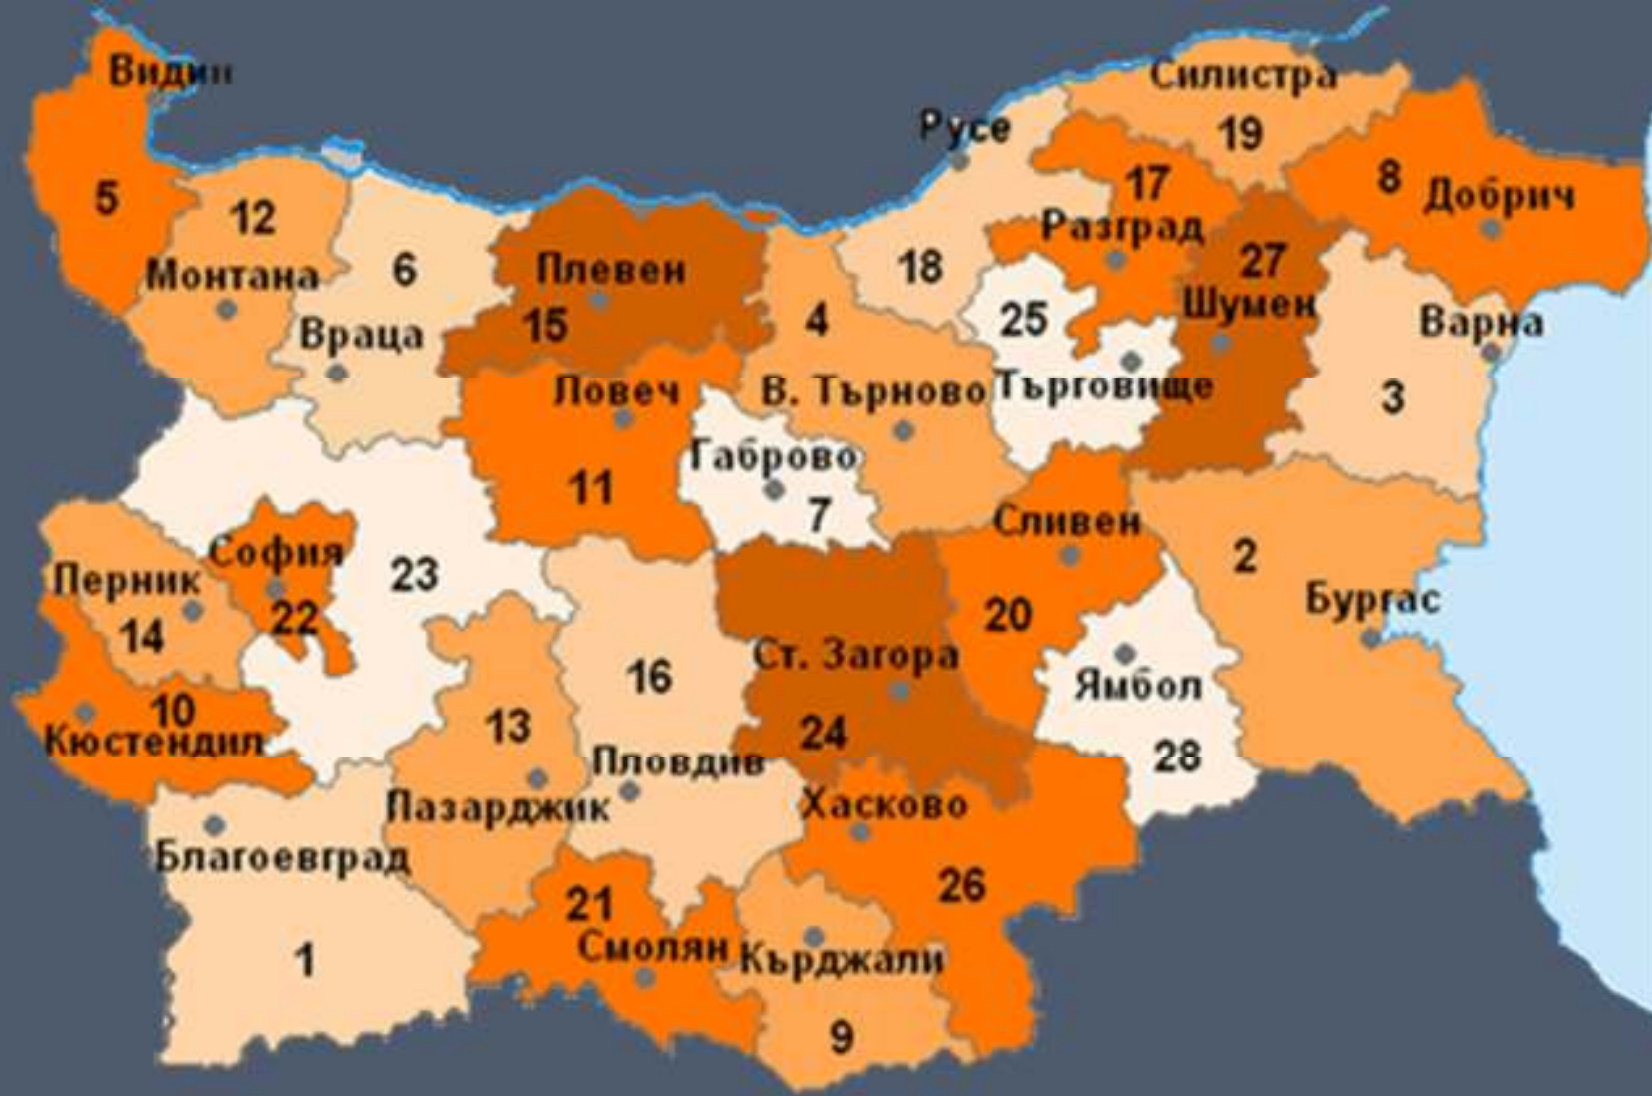 Видин
5
12
Монтана
6
Враца
Плевен
15
Русе
Силистра
19
17
Разград
8 Добрич
18
4
25
27
Шумен
Варна
3
Ловеч
11
В. Търново
Търговище
Габрово
7
София
22
23
Перник
14
10
Кюстендил
Сливен
20
2
Бургас
16
Пловдив
Ст. Загора
24
Ямбол
28
13
Пазарджик
Хасково
26
Благоевград
1
21
Смолян
Кърджали
9